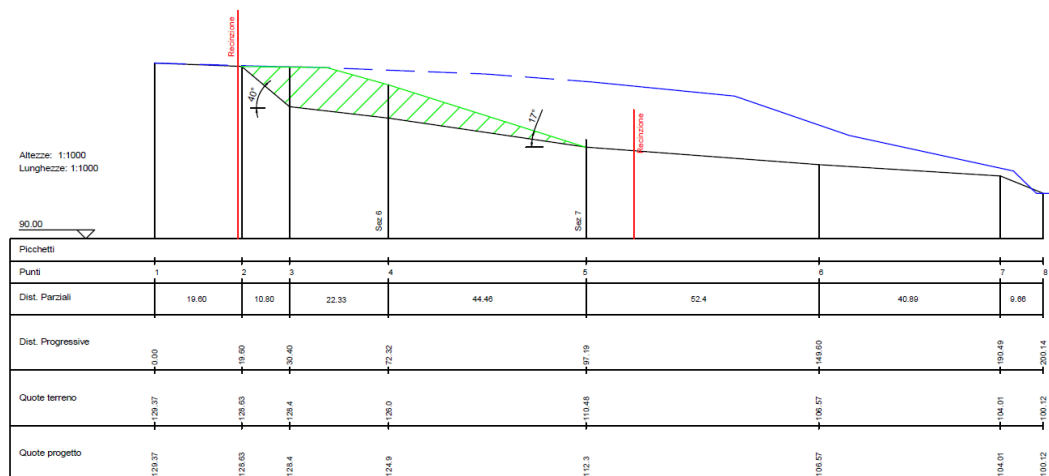 Recinzione
40°
17°
Recinzione
Altezze: 1:1000
Lunghezze: 1:1000
Sez 6
Sez 7
90.00
Picchetti
Punti 1 2 3 4 5 6 7 8
Dist. Parziali 19.60 10.80 22.33 44.46 52.4 40.89 9.66
Dist. Progressive 0.00 19.60 30.40 72.32 97.19 149.60 190.49 200.14
Quote terreno 129.37 128.63 128.4 126.0 110.48 106.57 104.01 100.12
Quote progetto 129.37 128.63 128.4 124.9 112.3 106.57 104.01 100.12